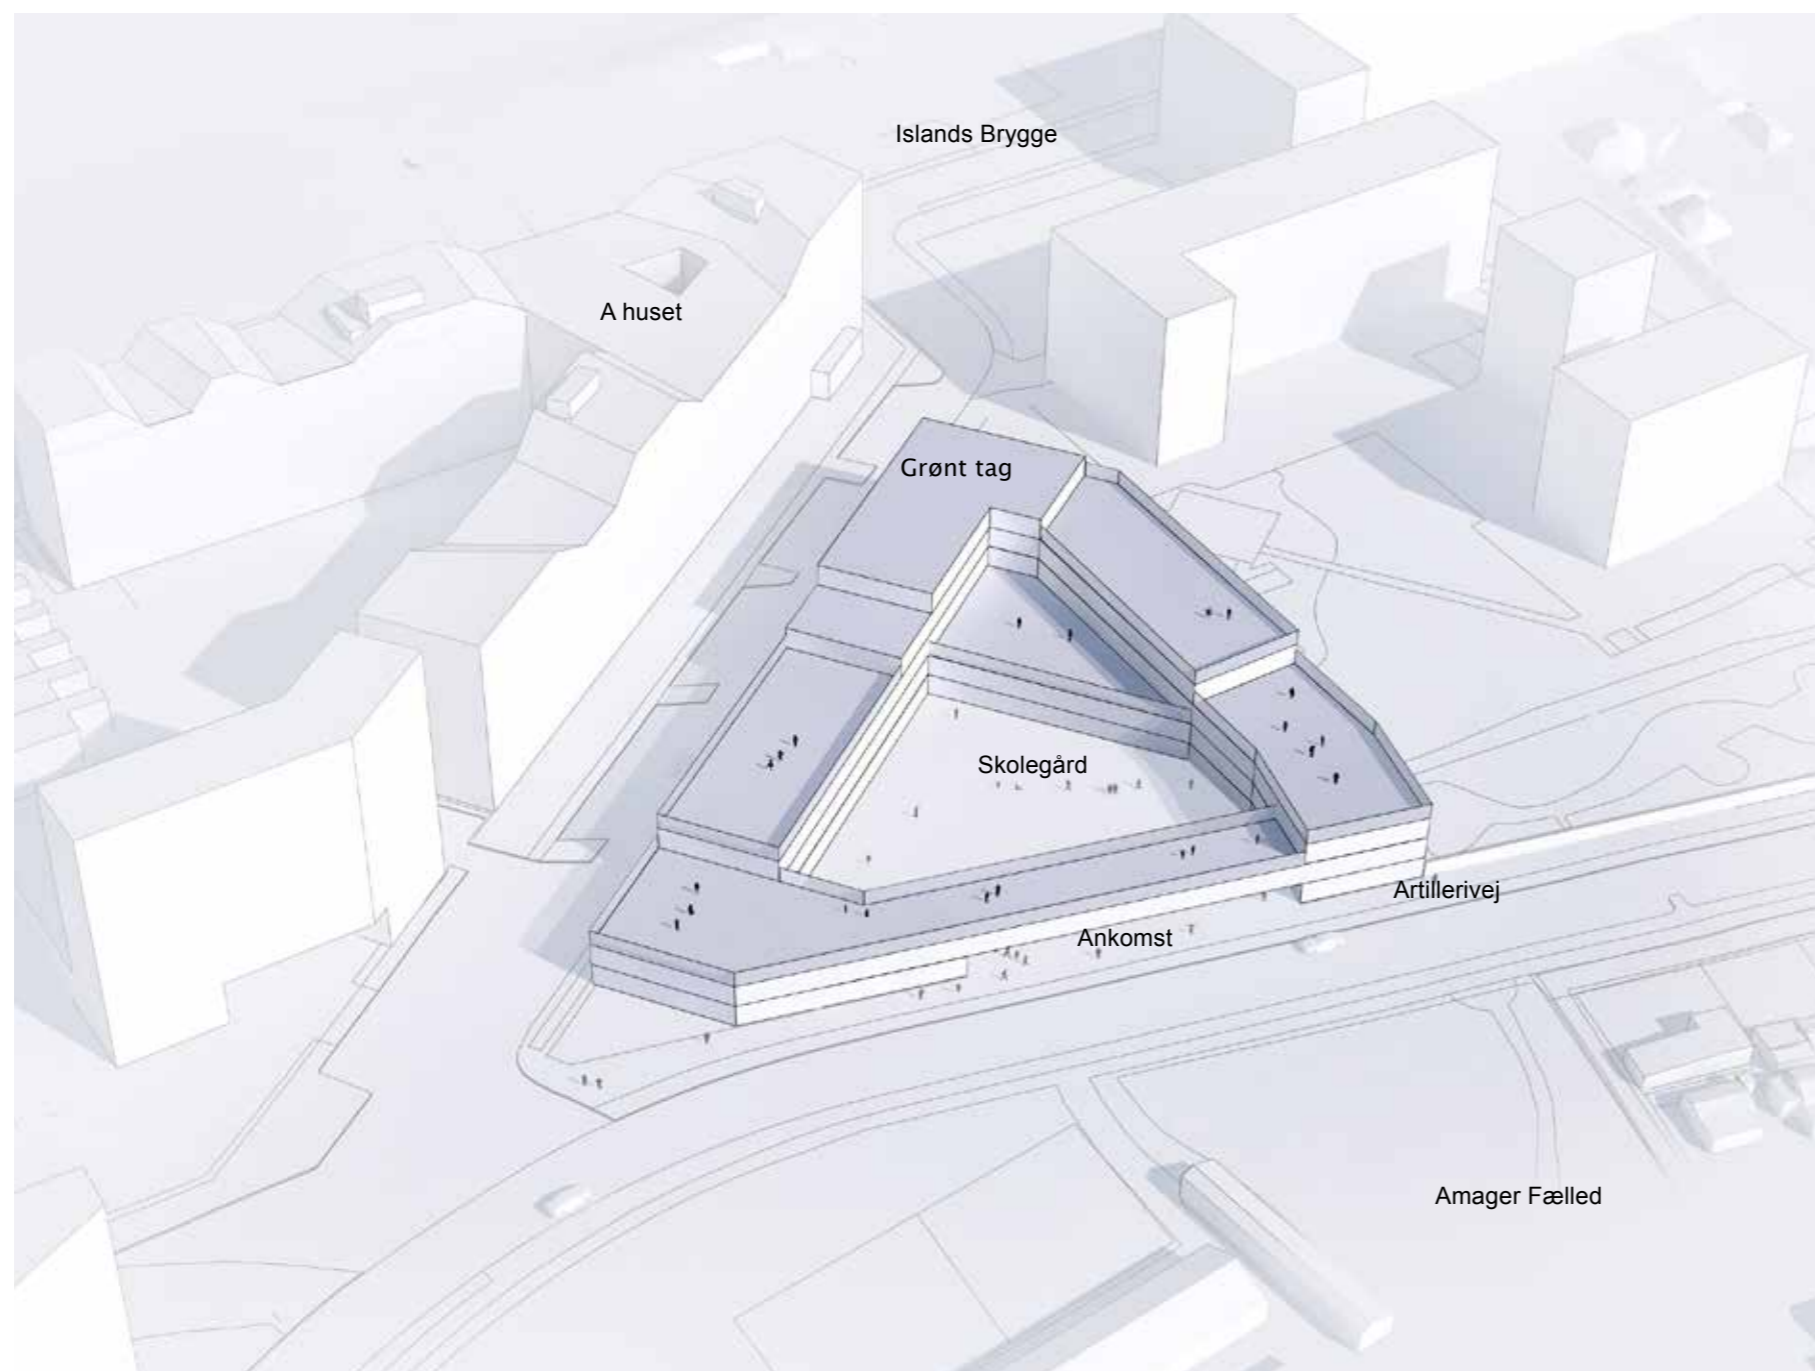 Islands Brygge
A huset
Grønt tag
Skolegård
Artillerivej
Ankomst
Amager Fælled